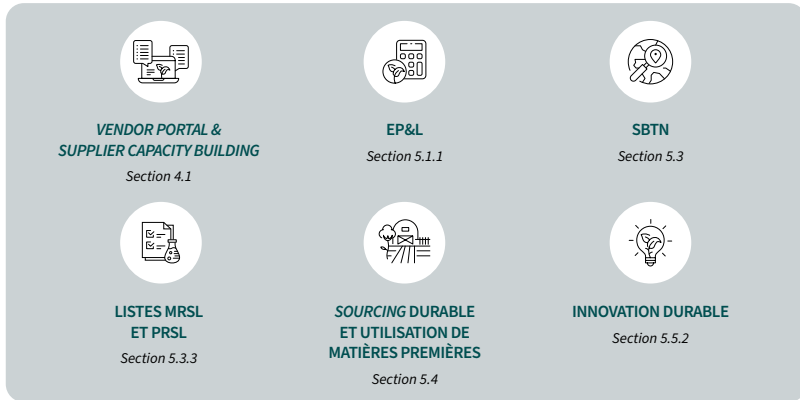 VENDOR PORTAL &
SUPPLIER CAPACITY BUILDING
Section 4.1
EP&L
Section 5.1.1
SBTN
Section 5.3
LISTES MRSL
ET PRSL
Section 5.3.3
SOURCING DURABLE
ET UTILISATION DE
MATIÈRES PREMIÈRES
Section 5.4
INNOVATION DURABLE
Section 5.5.2